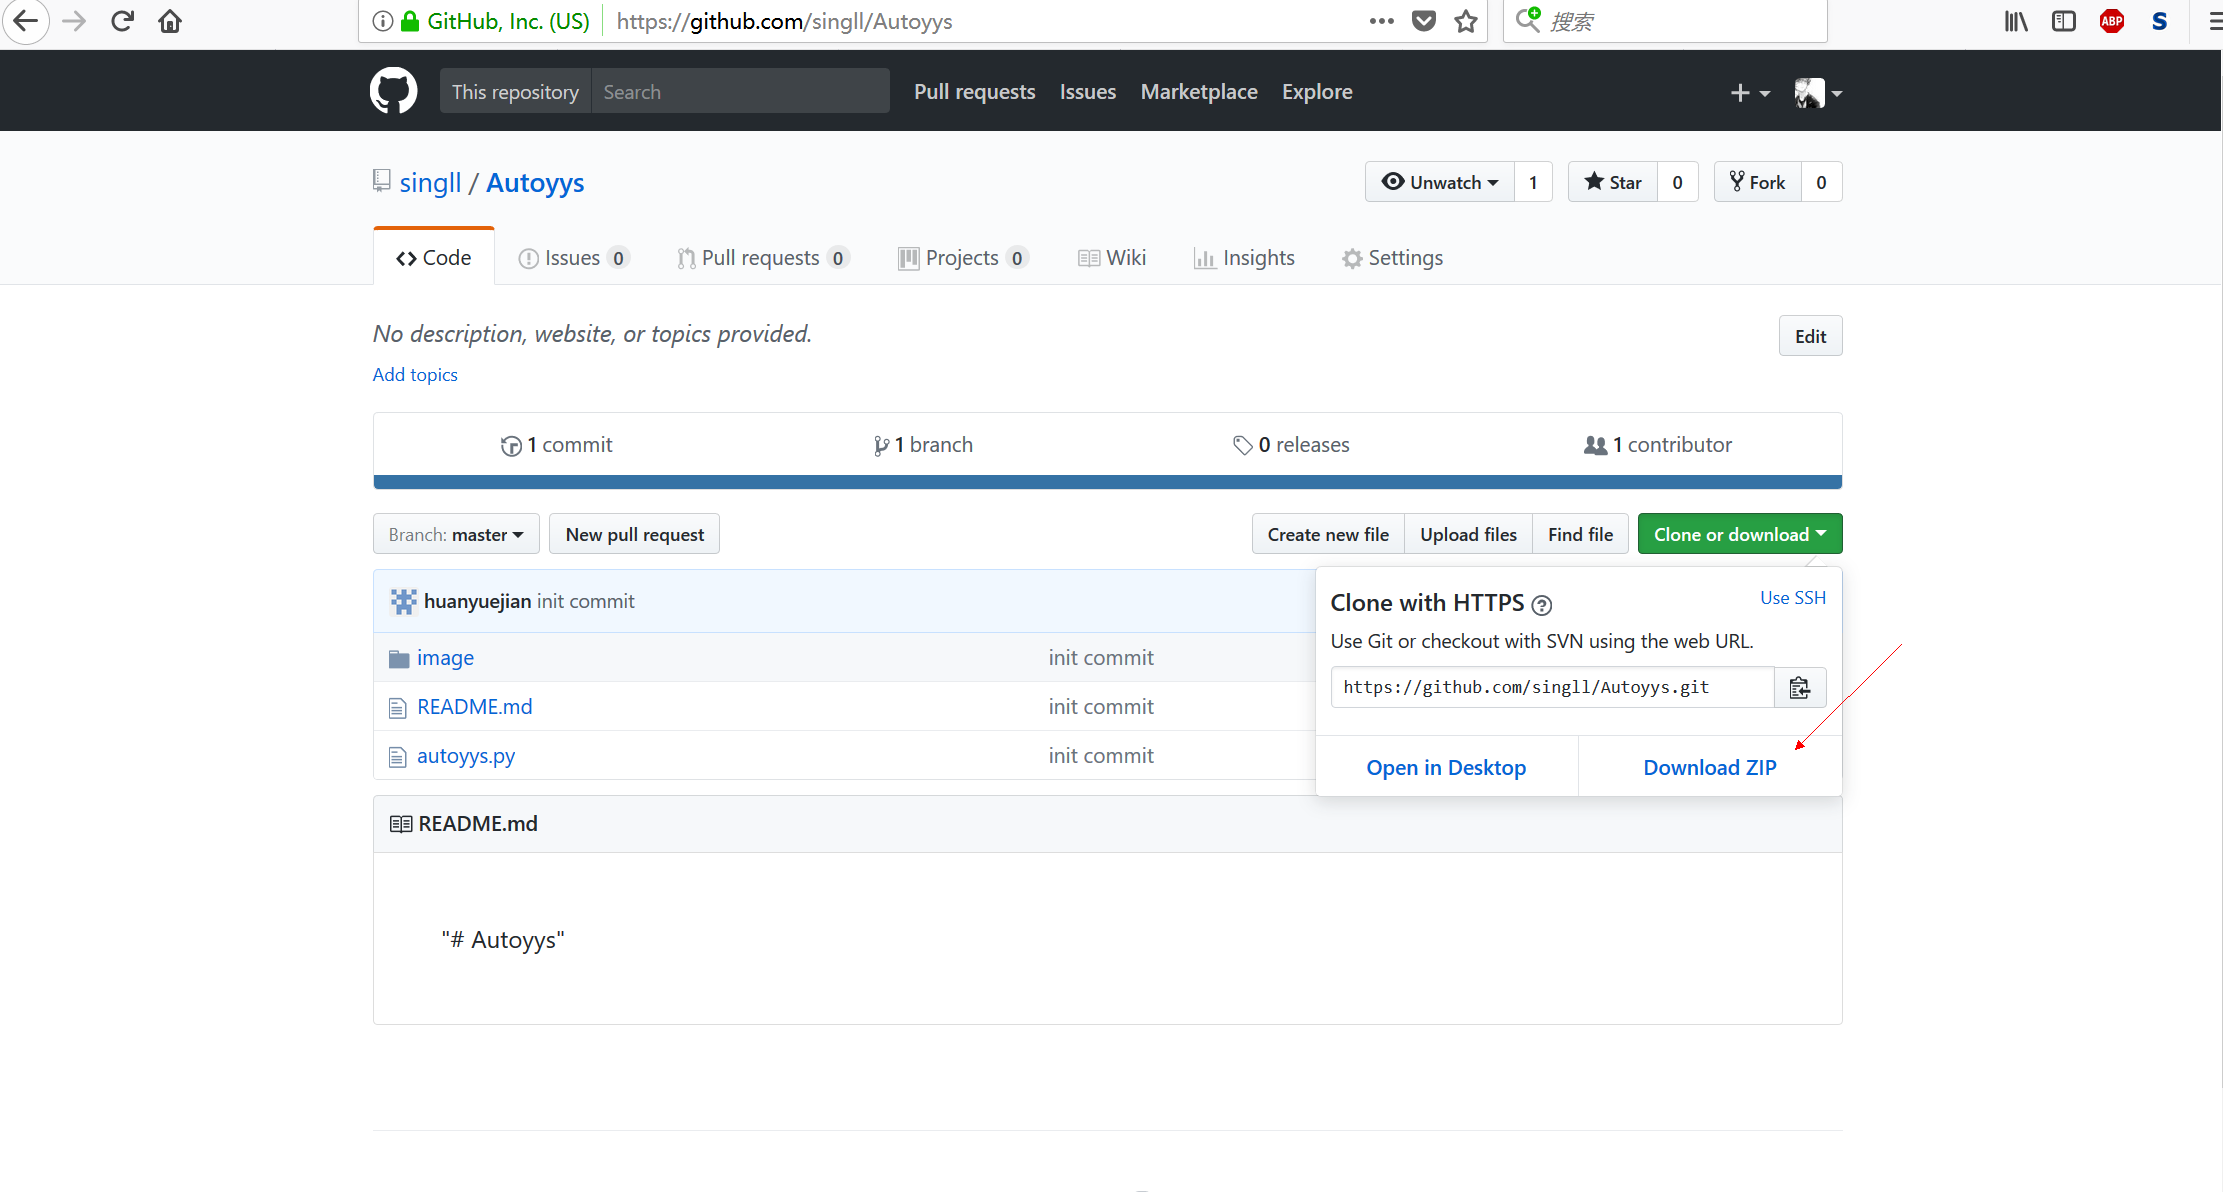 GitHub, Inc. (US) https://github.com/singll/Autoyys 搜索 ABP S
This repository Search Pull requests Issues Marketplace Explore
singll / Autoyys Unwatch 1 Star 0 Fork 0
Code Issues 0 Pull requests 0 Projects 0 Wiki Insights Settings
No description, website, or topics provided. Edit
Add topics
1 commit 1 branch 0 releases 1 contributor
Branch: master New pull request Create new file Upload files Find file Clone or download
huanyuejian init commit
image init commit
README.md init commit
autoyys.py init commit
Clone with HTTPS ? Use SSH
Use Git or checkout with SVN using the web URL.
https://github.com/singll/Autoyys.git
Open in Desktop Download ZIP
README.md
"# Autoyys"